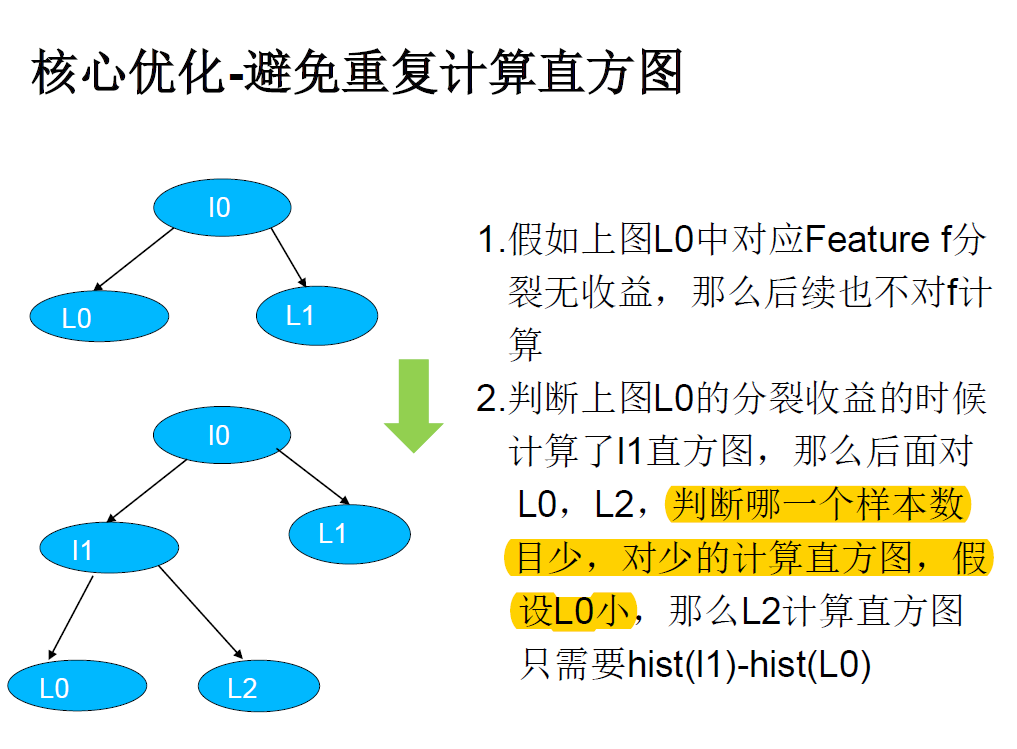 核心优化-避免重复计算直方图
I0
L0
L1
I0
I1
L1
L0
L2
1.假如上图L0中对应Feature f分
裂无收益，那么后续也不对f计
算
2.判断上图L0的分裂收益的时候
计算了I1直方图，那么后面对
L0，L2，判断哪一个样本数
目少，对少的计算直方图，假
设L0小，那么L2计算直方图
只需要hist(I1)-hist(L0)